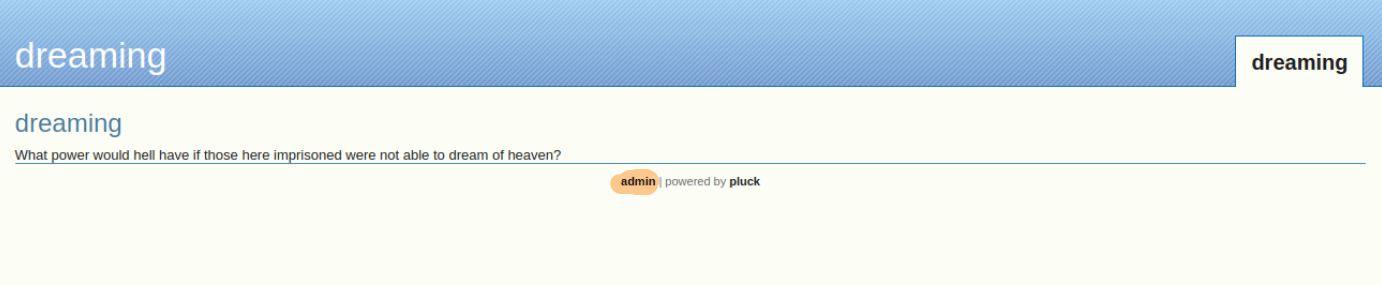 dreaming
dreaming
dreaming
What power would hell have if those here imprisoned were not able to dream of heaven?
admin | powered by pluck